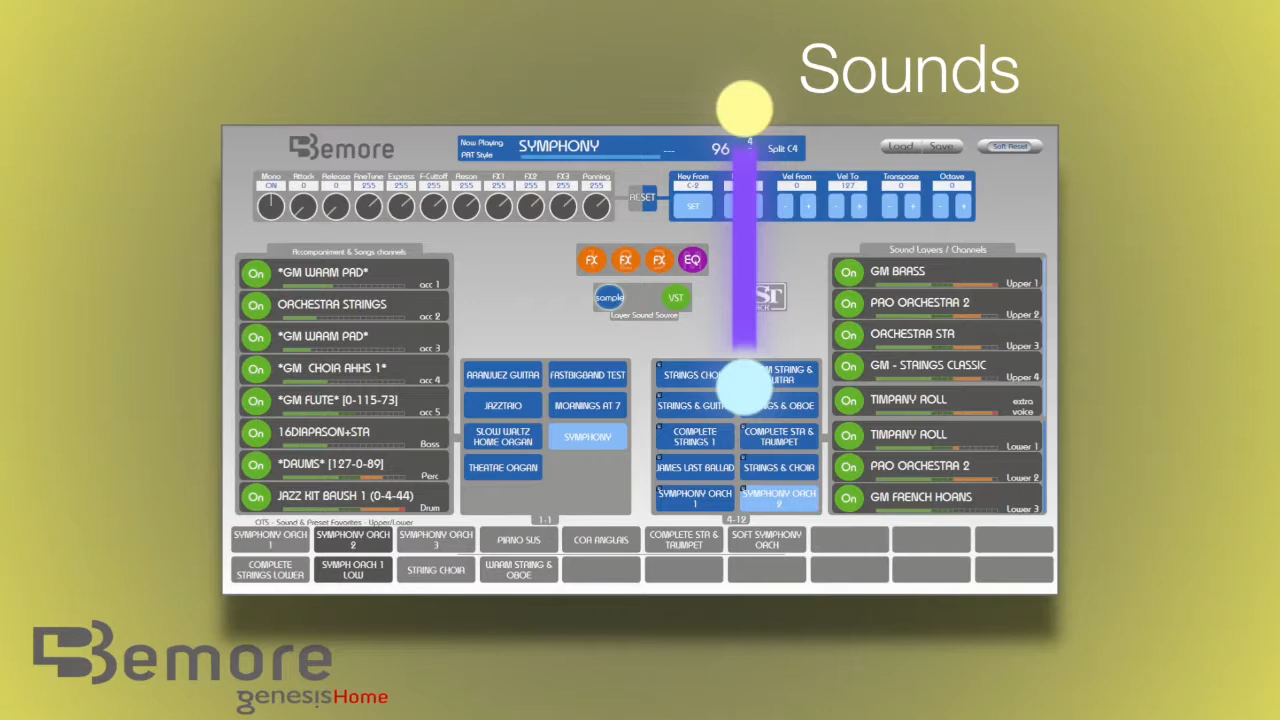 Sounds
Bemore
Now Playing
PAT Style
SYMPHONY
---
96
4
Split C4
Load
Save
Soft Reset
Mono Attack Release FineTune Express F-Cuttoff Reson FX1 FX2 FX3 Panning
ON 0 0 255 255 255 255 255 255 255 255
RESET
Key From Vel From Vel To Transpose Octave
C-2 0 127 0 0
SET - + - + - + - +
Accompaniment & Songs channels
On *GM WARM PAD* acc 1
On ORCHESTRA STRINGS acc 2
On *GM WARM PAD* acc 3
On *GM CHOIR AHHS 1* acc 4
On *GM FLUTE* [0-115-73] acc 5
On 16DIAPASON+STR Bass
On *DRUMS* [127-0-89] Perc
On JAZZ KIT BRUSH 1 (0-4-44) Drum
FX FX FX EQ
sample VST
Layer Sound Source
ARANJUEZ GUITAR FASTBIGBAND TEST
JAZZTRIO MORNINGS AT 7
SLOW WALTZ HOME ORGAN SYMPHONY
THEATRE ORGAN
1-1
STRINGS & OBOE
COMPLETE STRINGS 1 COMPLETE STR & TRUMPET
JAMES LAST BALLAD STRINGS & CHOIR
SYMPHONY ORCH 1 SYMPHONY ORCH 2
4-12
Sound Layers / Channels
On GM BRASS Upper 1
On PRO ORCHESTRA 2 Upper 2
On ORCHESTRA STR Upper 3
On GM - STRINGS CLASSIC Upper 4
On TIMPANY ROLL extra voice
On TIMPANY ROLL Lower 1
On PRO ORCHESTRA 2 Lower 2
On GM FRENCH HORNS Lower 3
OTS - Sound & Preset Favorites - Upper/Lower
SYMPHONY ORCH 1 SYMPHONY ORCH 2 SYMPHONY ORCH 3 PIANO SUS COR ANGLAIS COMPLETE STR & TRUMPET SOFT SYMPHONY ORCH
COMPLETE STRINGS LOWER SYMPH ORCH 1 LOW STRING CHOIR WARM STRING & OBOE
Bemore
genesisHome